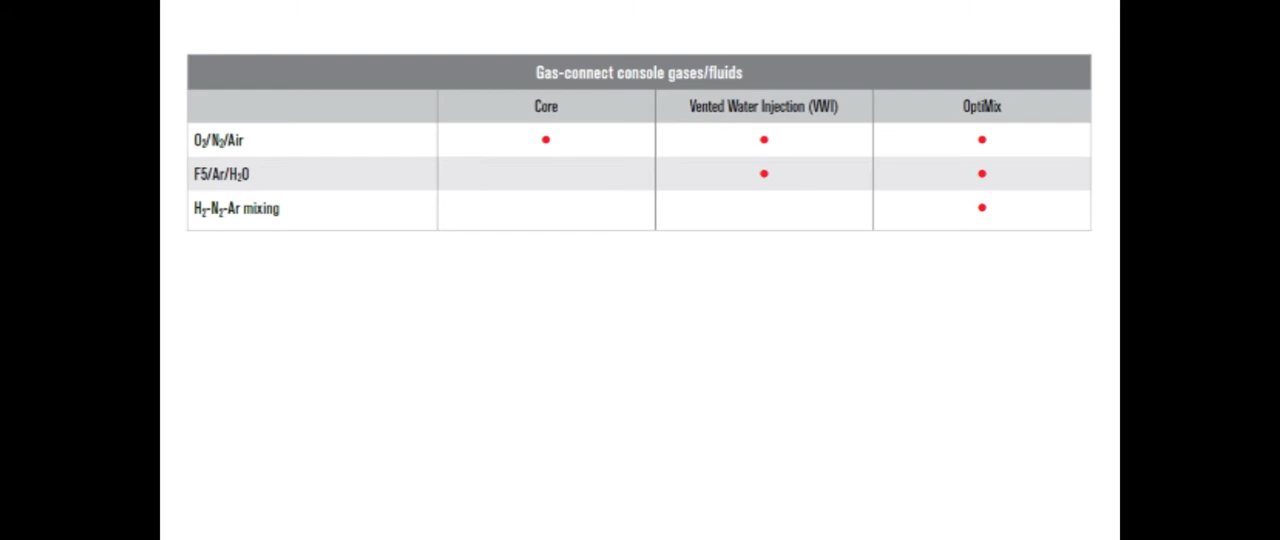 Gas-connect console gases/fluids
Core Vented Water Injection (VWI) OptiMix
O₂/N₂/Air • • •
F5/Ar/H₂O • •
H₂-N₂-Ar mixing •